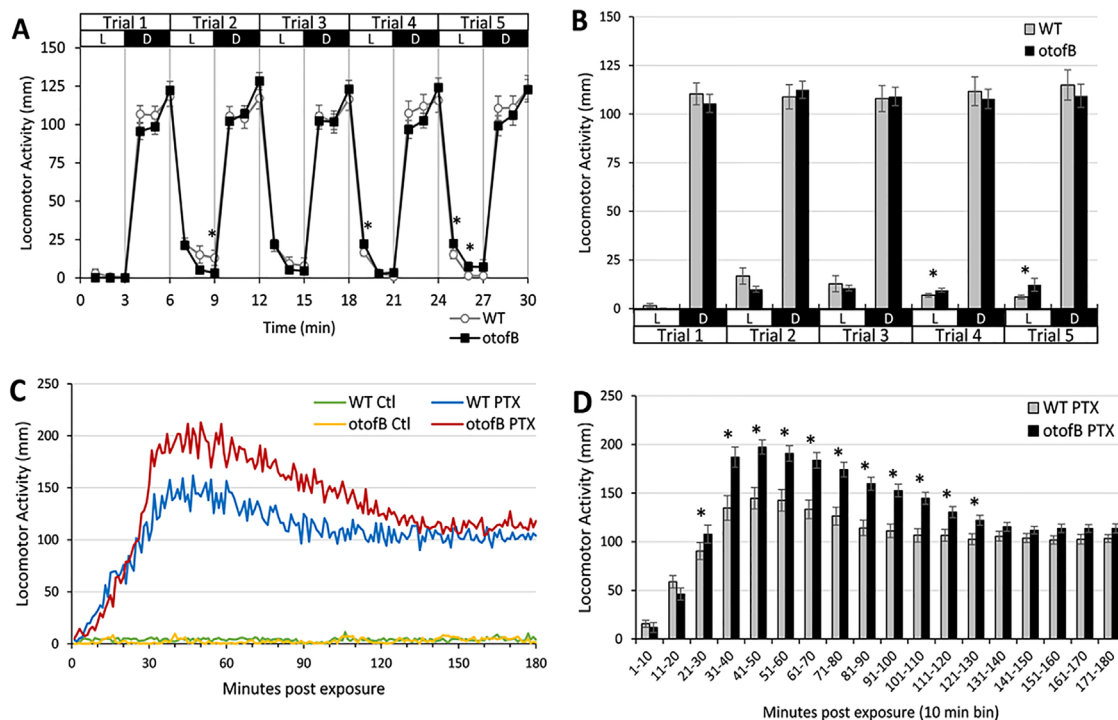 A
Trial 1 Trial 2 Trial 3 Trial 4 Trial 5
L D L D L D L D L D
150
125
100
75
50
25
0
Locomotor Activity (mm)
* * * *
0 3 6 9 12 15 18 21 24 27 30
Time (min)
WT
otofB
B
WT
otofB
150
125
100
75
50
25
0
Locomotor Activity (mm)
* *
L D L D L D L D L D
Trial 1 Trial 2 Trial 3 Trial 4 Trial 5
C
WT Ctl WT PTX
otofB Ctl otofB PTX
250
200
150
100
50
0
Locomotor Activity (mm)
0 30 60 90 120 150 180
Minutes post exposure
D
WT PTX
otofB PTX
250
200
150
100
50
0
Locomotor Activity (mm)
* * * * * * * * * * *
1-10 11-20 21-30 31-40 41-50 51-60 61-70 71-80 81-90 91-100 101-110 111-120 121-130 131-140 141-150 151-160 161-170 171-180
Minutes post exposure (10 min bin)